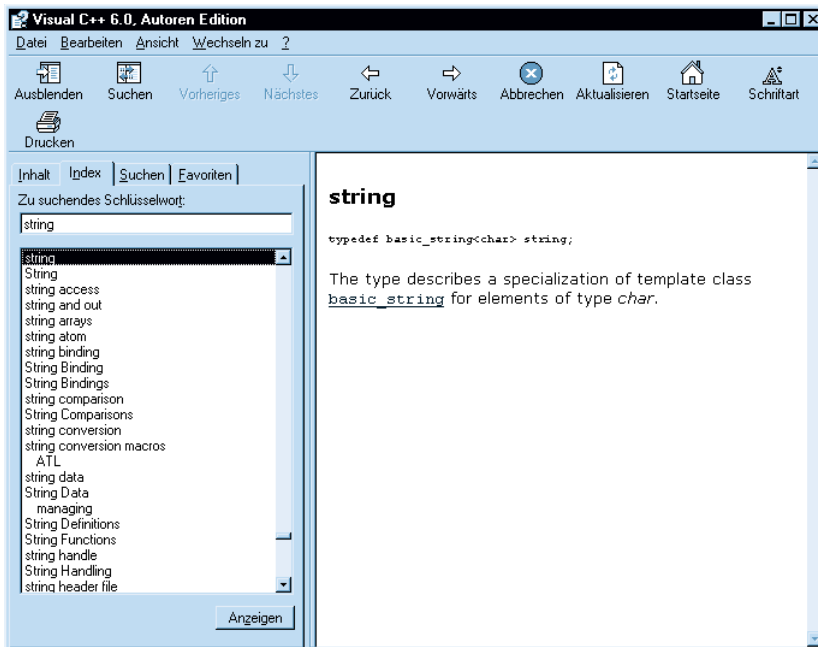 Visual C++ 6.0, Autoren Edition
Datei Bearbeiten Ansicht Wechseln zu ?
Ausblenden Suchen Vorheriges Nächstes Zurück Vorwärts Abbrechen Aktualisieren Startseite Schriftart
Drucken
Inhalt Index Suchen Favoriten
Zu suchendes Schlüsselwort:
string
string
String
string access
string and out
string arrays
string atom
string binding
String Binding
String Bindings
string comparison
String Comparisons
string conversion
string conversion macros
ATL
string data
String Data
managing
String Definitions
String Functions
string handle
String Handling
string header file
Anzeigen
string
typedef basic_string<char> string;
The type describes a specialization of template class
basic_string for elements of type char.